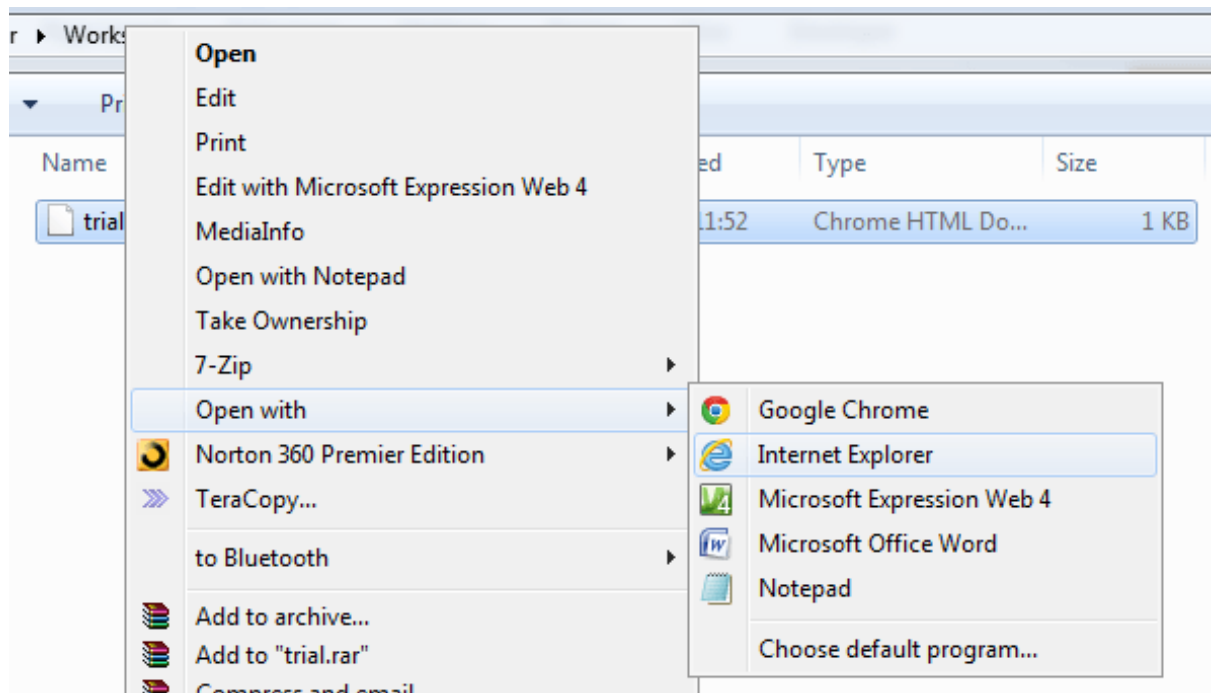 r ▸ Works
Open
Edit
Pr
Print
Name
ed
Type
Size
Edit with Microsoft Expression Web 4
trial
11:52
Chrome HTML Do...
1 KB
MediaInfo
Open with Notepad
Take Ownership
7-Zip
Open with
Google Chrome
Norton 360 Premier Edition
Internet Explorer
TeraCopy...
Microsoft Expression Web 4
Microsoft Office Word
to Bluetooth
Notepad
Add to archive...
Choose default program...
Add to "trial.rar"
Compress and email